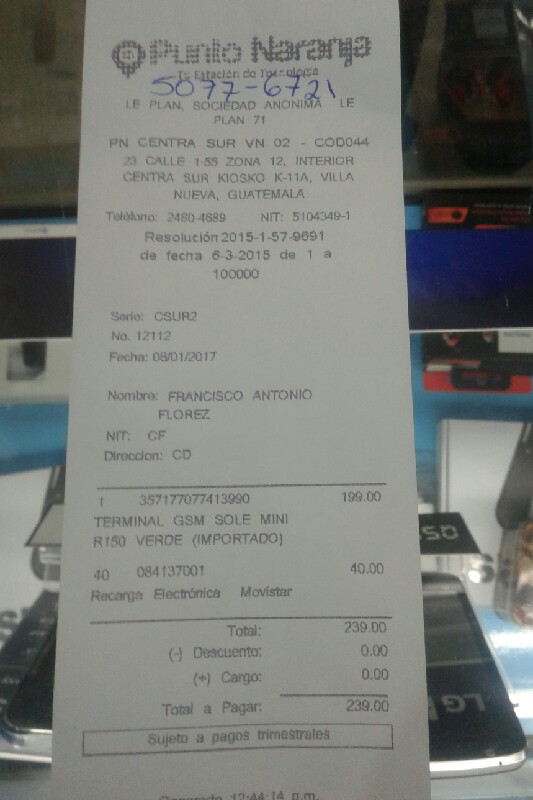 Punto Naranja
Tu Estación de Tecnología
5077-6721
LE PLAN, SOCIEDAD ANONIMA LE
PLAN 71
PN CENTRA SUR VN 02 - COD044
23 CALLE 1-55 ZONA 12, INTERIOR
CENTRA SUR KIOSKO K-11A, VILLA
NUEVA, GUATEMALA
Teléfono: 2480-4689 NIT: 5104349-1
Resolución 2015-1-57-9691
de fecha 6-3-2015 de 1 a
100000
Serie: CSUR2
No. 12112
Fecha: 08/01/2017
Nombre: FRANCISCO ANTONIO
FLOREZ
NIT: CF
Direccion: CD
1 357177077413990 199.00
TERMINAL GSM SOLE MINI
R150 VERDE (IMPORTADO)
40 084137001 40.00
Recarga Electrónica Movistar
Total: 239.00
(-) Descuento: 0.00
(+) Cargo: 0.00
Total a Pagar: 239.00
Sujeto a pagos trimestrales
12:44:14 p.m.
LG